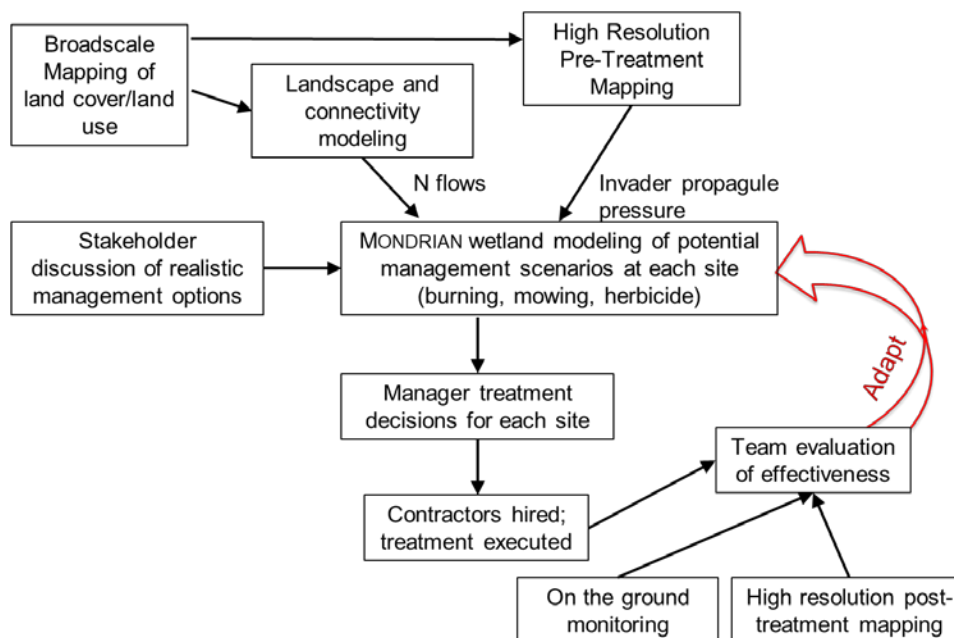 Broadscale
Mapping of
land cover/land
use
High Resolution
Pre-Treatment
Mapping
Landscape and
connectivity
modeling
N flows
Invader propagule
pressure
Stakeholder
discussion of realistic
management options
MONDRIAN wetland modeling of potential
management scenarios at each site
(burning, mowing, herbicide)
Adapt
Manager treatment
decisions for each site
Team evaluation
of effectiveness
Contractors hired;
treatment executed
On the ground
monitoring
High resolution post-
treatment mapping